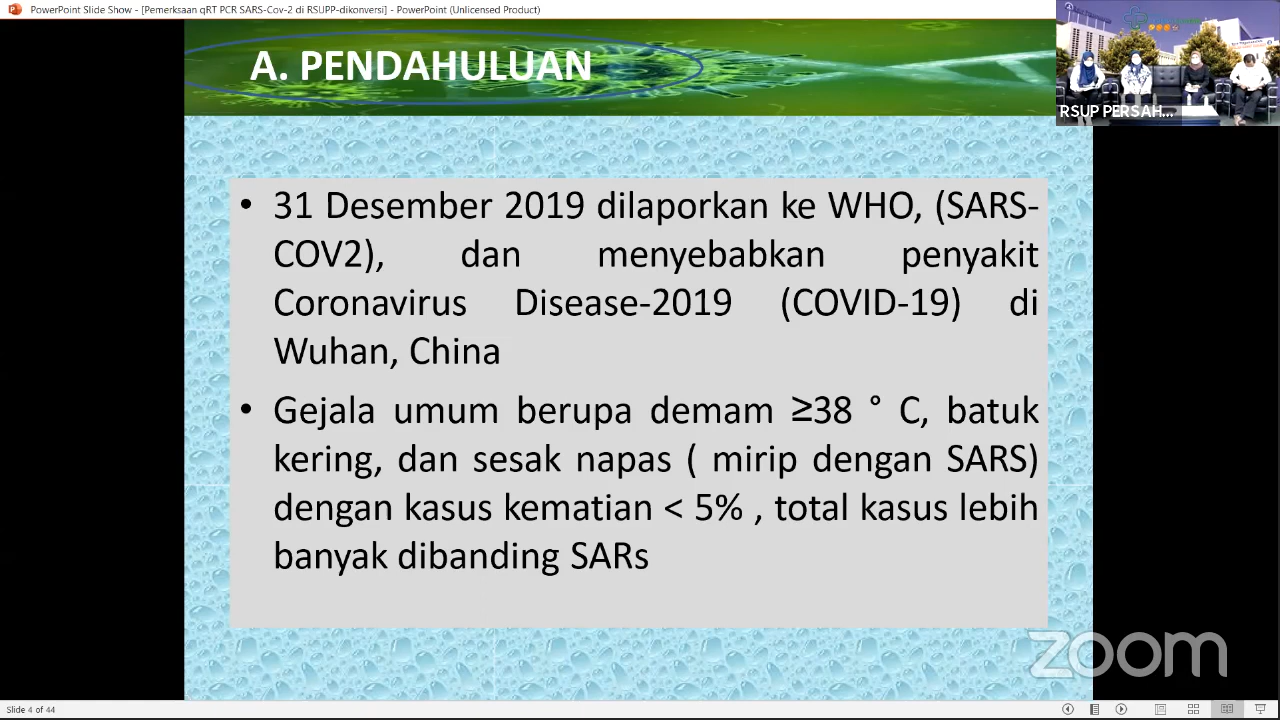 PowerPoint Slide Show - [Pemerksaan qRT PCR SARS-Cov-2 di RSUPP-dikonversi] - PowerPoint (Unlicensed Product)
A. PENDAHULUAN
RSUP PERSAH...
• 31 Desember 2019 dilaporkan ke WHO, (SARS-
COV2), dan menyebabkan penyakit
Coronavirus Disease-2019 (COVID-19) di
Wuhan, China
• Gejala umum berupa demam ≥38 ° C, batuk
kering, dan sesak napas ( mirip dengan SARS)
dengan kasus kematian < 5% , total kasus lebih
banyak dibanding SARs
zoom
Slide 4 of 44